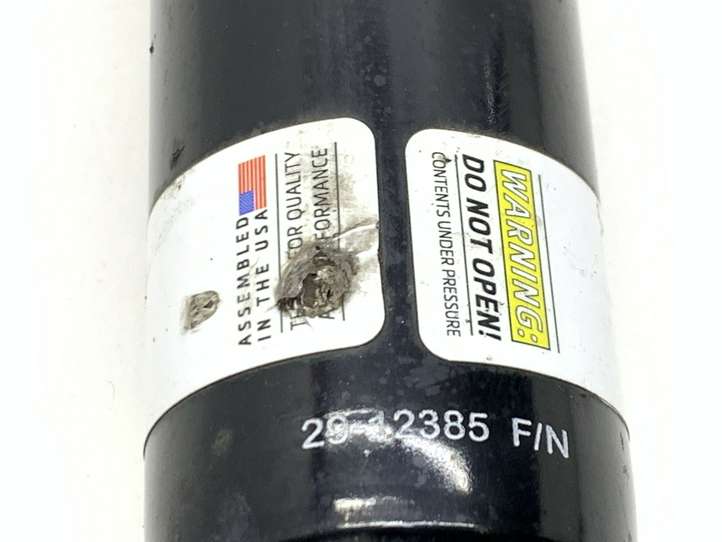 ASSEMBLED
IN THE USA
FOR QUALITY
WARNING:
DO NOT OPEN!
CONTENTS UNDER PRESSURE
29-12385 F/N